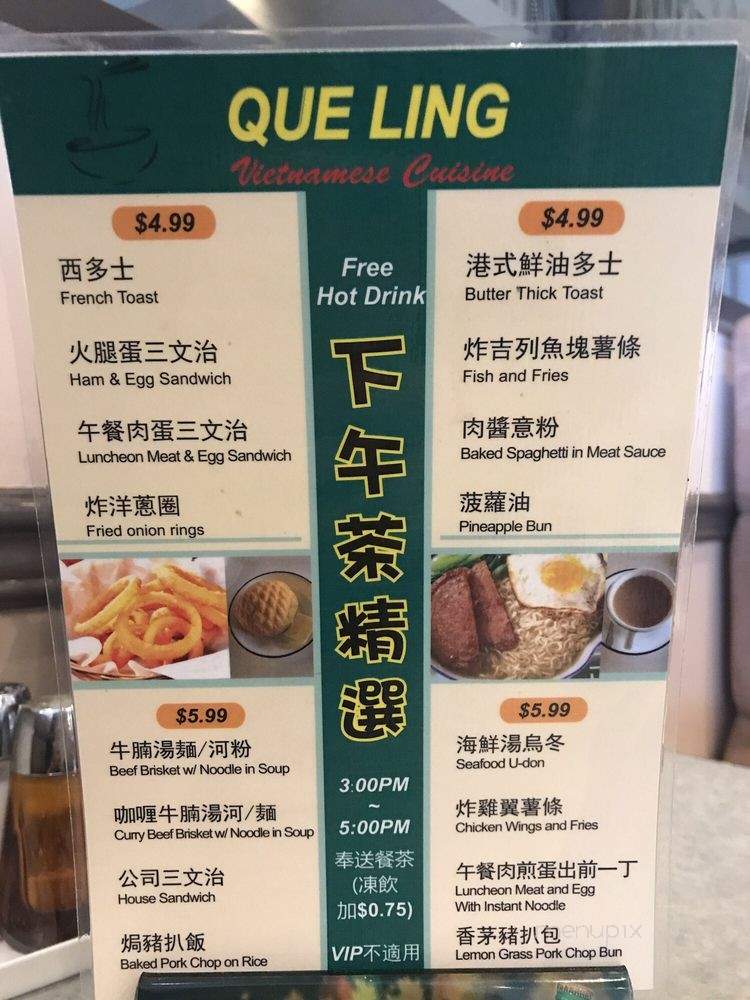 QUE LING
Vietnamese Cuisine
$4.99
西多士
French Toast
火腿蛋三文治
Ham & Egg Sandwich
午餐肉蛋三文治
Luncheon Meat & Egg Sandwich
炸洋蔥圈
Fried onion rings
Free
Hot Drink
下午茶精選
3:00PM
~
5:00PM
奉送餐茶
(凍飲
加$0.75)
VIP不適用
$4.99
港式鮮油多士
Butter Thick Toast
炸吉列魚塊薯條
Fish and Fries
肉醬意粉
Baked Spaghetti in Meat Sauce
菠蘿油
Pineapple Bun
$5.99
牛腩湯麵/河粉
Beef Brisket w/ Noodle in Soup
咖喱牛腩湯河/麵
Curry Beef Brisket w/ Noodle in Soup
公司三文治
House Sandwich
焗豬扒飯
Baked Pork Chop on Rice
$5.99
海鮮湯烏冬
Seafood U-don
炸雞翼薯條
Chicken Wings and Fries
午餐肉煎蛋出前一丁
Luncheon Meat and Egg
With Instant Noodle
香茅豬扒包
Lemon Grass Pork Chop Bun
menupix